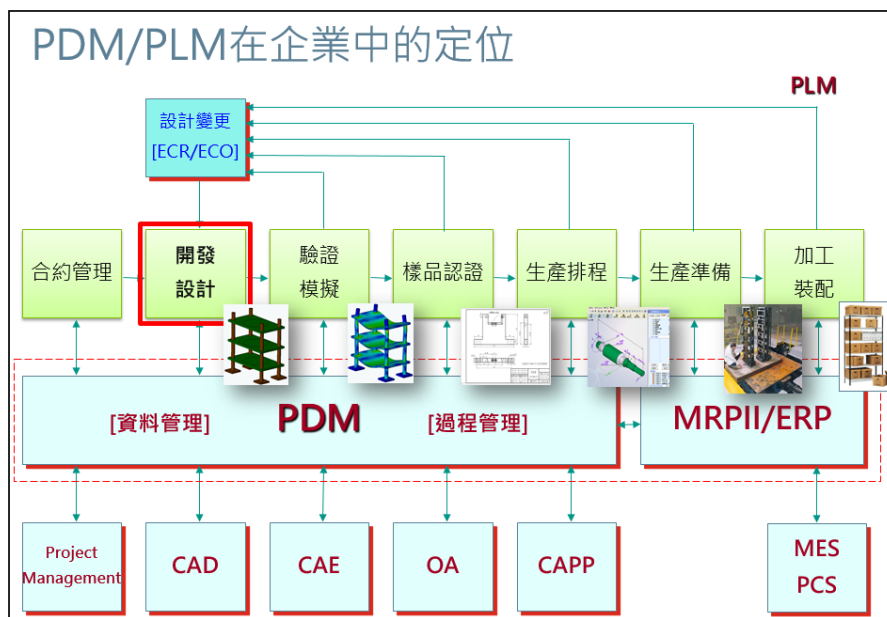 PDM/PLM在企業中的定位
PLM
設計變更
[ECR/ECO]
合約管理
開發
設計
驗證
模擬
樣品認證
生產排程
生產準備
加工
裝配
[資料管理]
PDM
[過程管理]
MRPII/ERP
Project
Management
CAD
CAE
OA
CAPP
MES
PCS